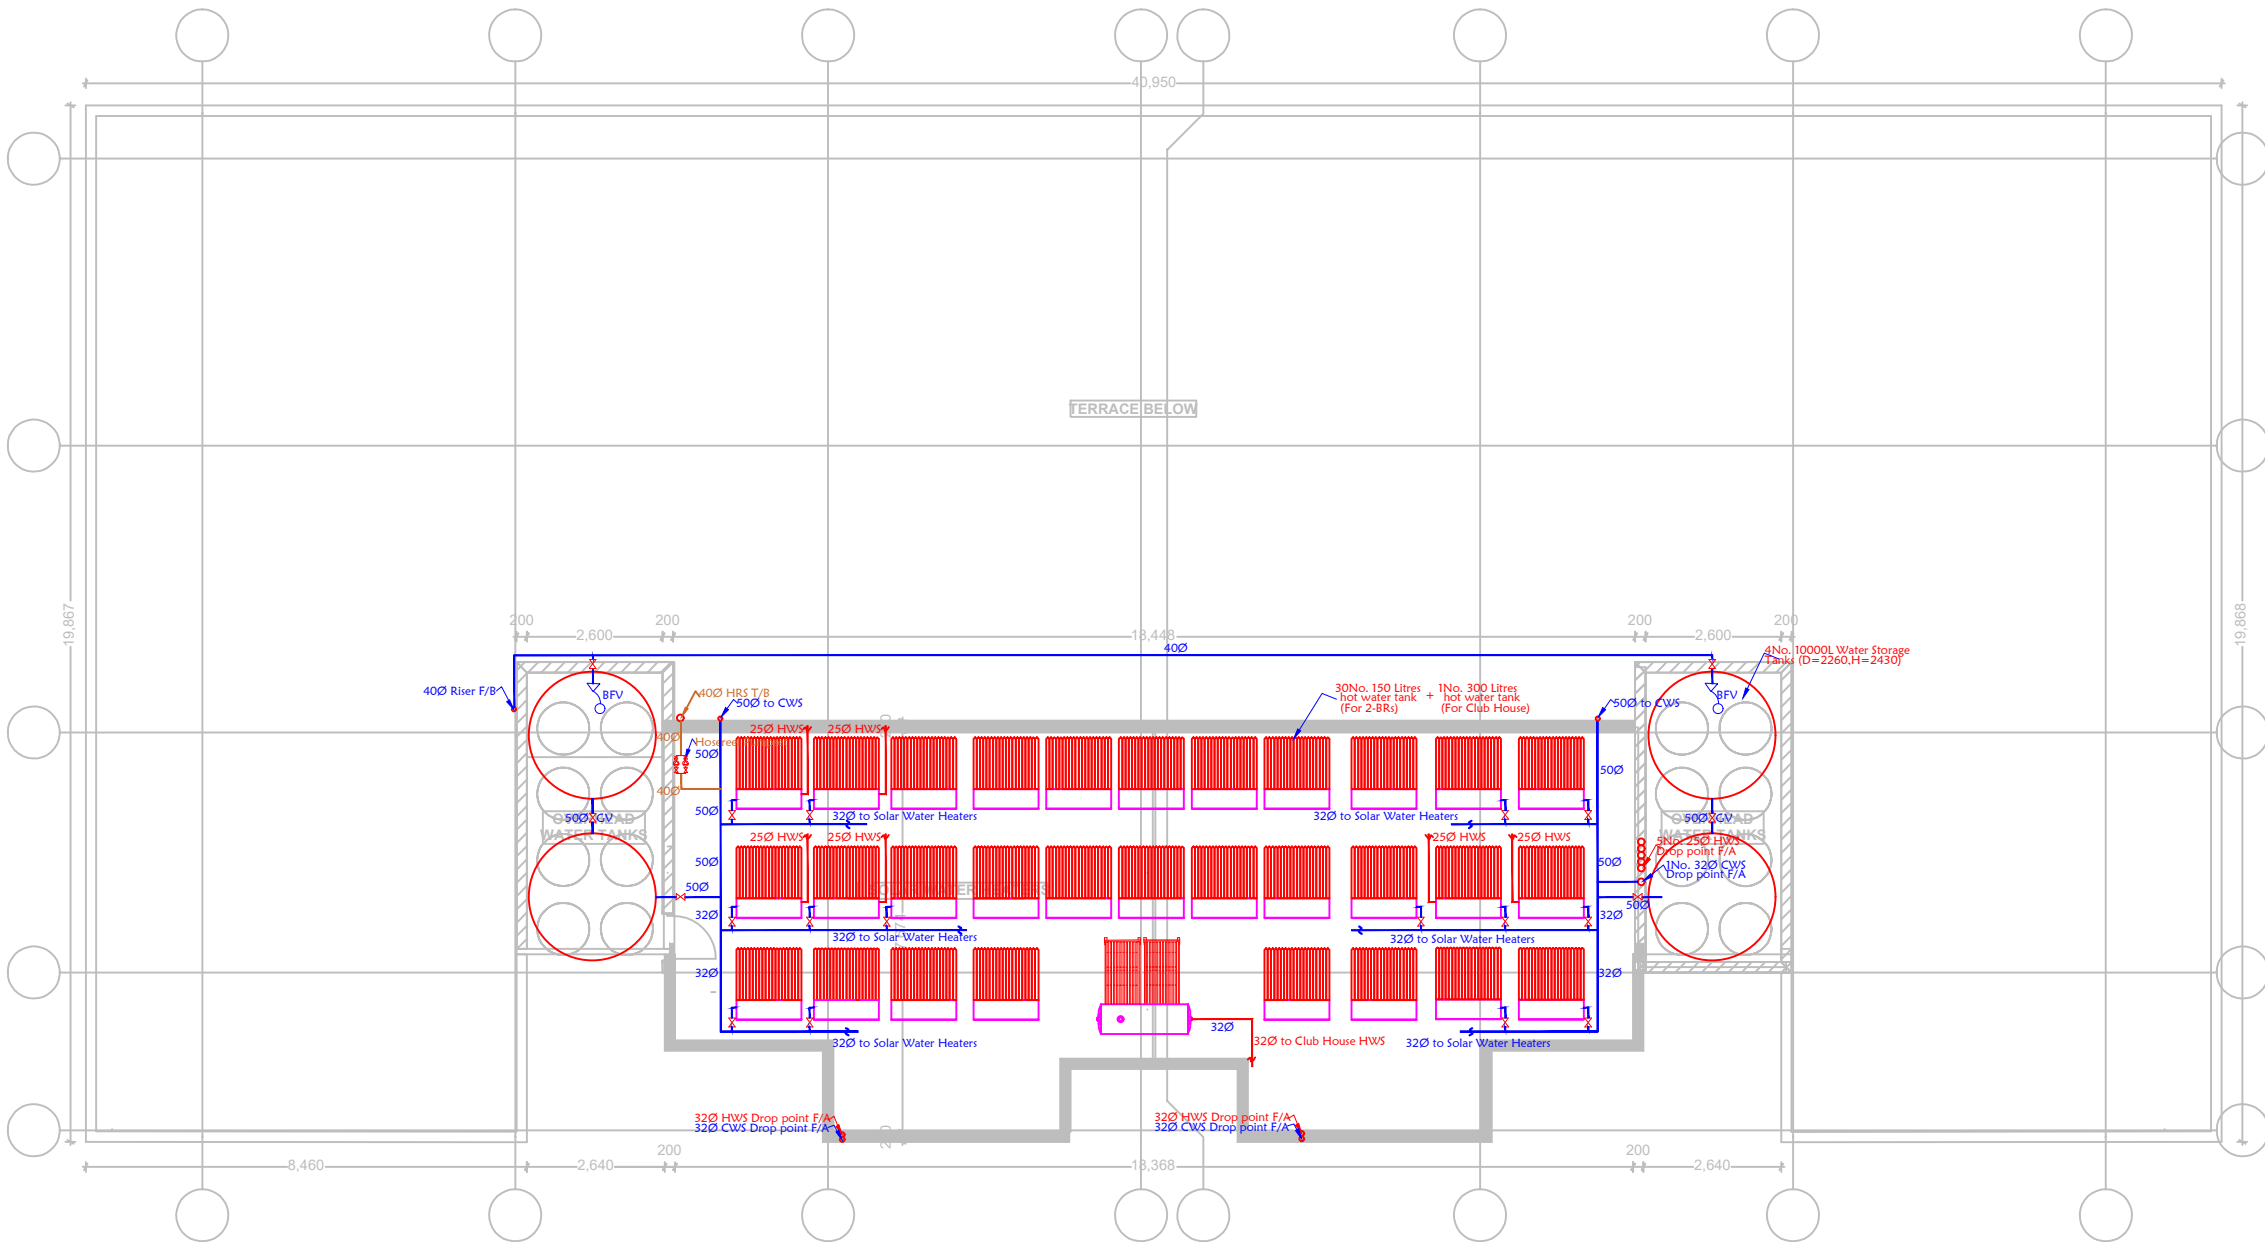 40,950
TERRACE BELOW
19,867
19,868
200
2,600
200
18,448
200
2,600
200
40Ø
4No. 10000L Water Storage
Tanks (D=2260,H=2430)
40Ø Riser F/B
BFV
40Ø HRS T/B
50Ø to CWS
30No. 150 Litres
hot water tank
(For 2-BRs)
+
1No. 300 Litres
hot water tank
(For Club House)
50Ø to CWS
BFV
25Ø HWS
25Ø HWS
40Ø
50Ø
50Ø
40Ø
50Ø
32Ø to Solar Water Heaters
32Ø to Solar Water Heaters
50Ø GV
WATER TANKS
50Ø GV
WATER TANKS
25Ø HWS
25Ø HWS
25Ø HWS
25Ø HWS
5No. 25Ø HWS
Drop point F/A
1No. 32Ø CWS
Drop point F/A
50Ø
50Ø
50Ø
50Ø
32Ø
32Ø
32Ø to Solar Water Heaters
32Ø to Solar Water Heaters
32Ø
32Ø
32Ø
32Ø to Solar Water Heaters
32Ø to Club House HWS
32Ø to Solar Water Heaters
32Ø HWS Drop point F/A
32Ø CWS Drop point F/A
32Ø HWS Drop point F/A
32Ø CWS Drop point F/A
8,460
2,640
200
18,368
200
2,640